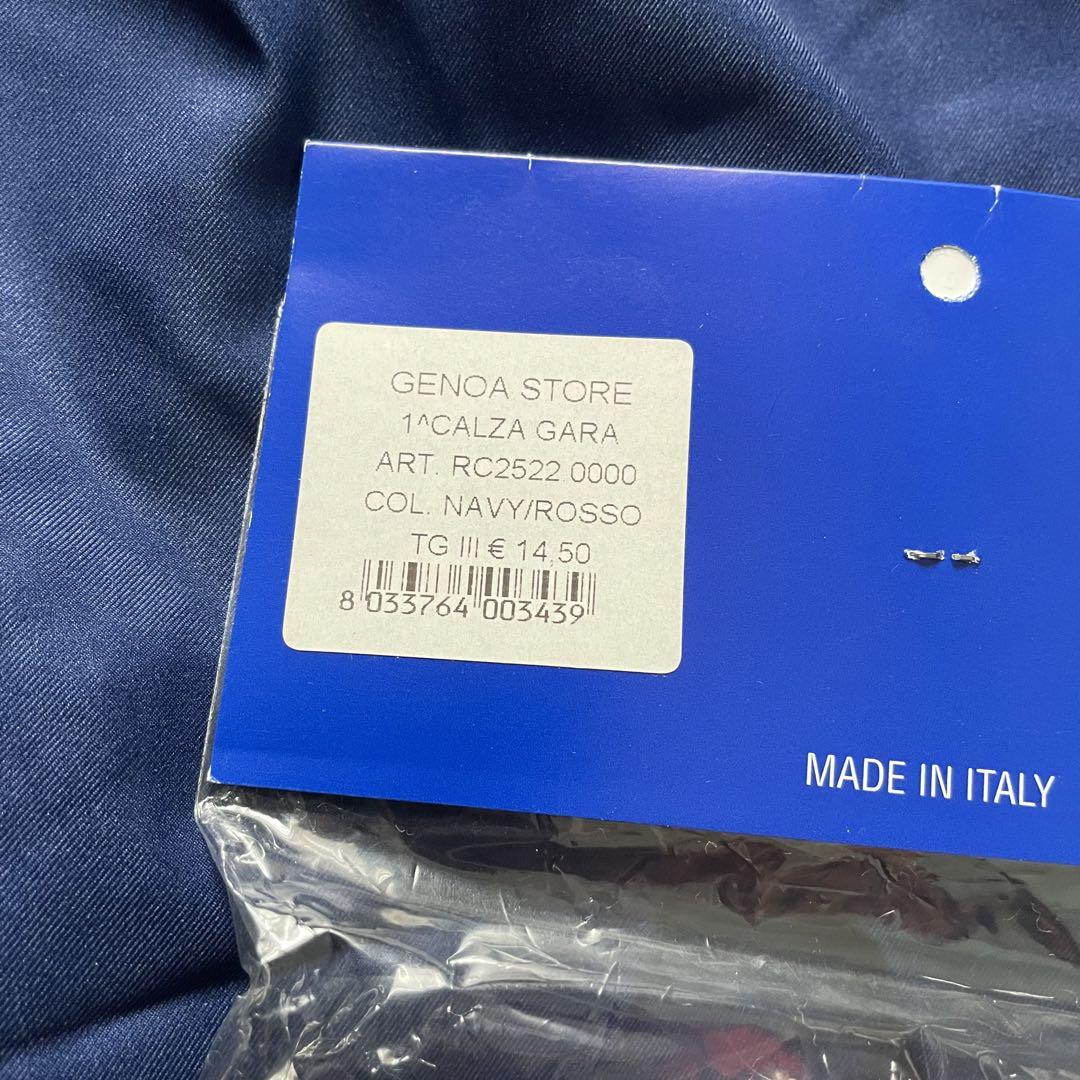 GENOA STORE
1^CALZA GARA
ART. RC2522.0000
COL. NAVY/ROSSO
TG III € 14,50
8 033764 003439
MADE IN ITALY